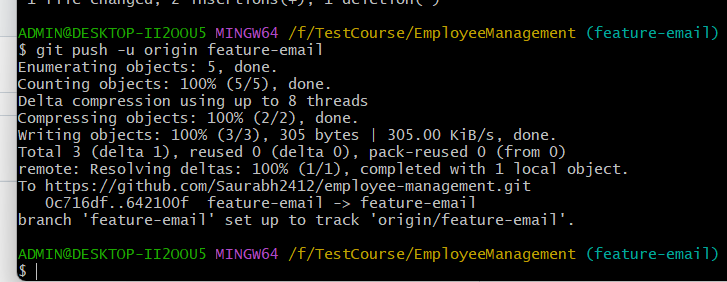 1 file changed, 2 insertions(+), 1 deletion(-)
ADMIN@DESKTOP-II2OOU5 MINGW64 /f/TestCourse/EmployeeManagement (feature-email)
$ git push -u origin feature-email
Enumerating objects: 5, done.
Counting objects: 100% (5/5), done.
Delta compression using up to 8 threads
Compressing objects: 100% (2/2), done.
Writing objects: 100% (3/3), 305 bytes | 305.00 KiB/s, done.
Total 3 (delta 1), reused 0 (delta 0), pack-reused 0 (from 0)
remote: Resolving deltas: 100% (1/1), completed with 1 local object.
To https://github.com/Saurabh2412/employee-management.git
   0c716df..642100f  feature-email -> feature-email
branch 'feature-email' set up to track 'origin/feature-email'.
ADMIN@DESKTOP-II2OOU5 MINGW64 /f/TestCourse/EmployeeManagement (feature-email)
$